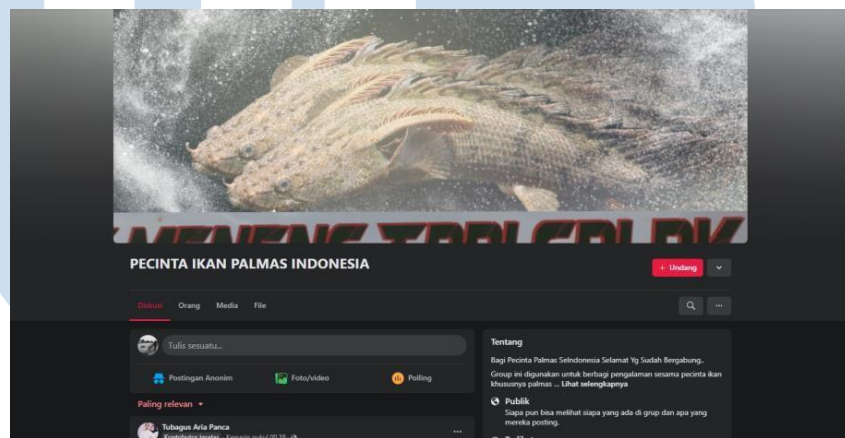 PECINTA IKAN PALMAS INDONESIA
+ Undang
Diskusi Orang Media File
Tulis sesuatu...
Postingan Anonim Foto/video Polling
Paling relevan
Tubagus Aria Panca
Tentang
Bagi Pecinta Palmas SeIndonesia Selamat Yg Sudah Bergabung..
Group ini digunakan untuk berbagi pengalaman sesama pecinta ikan
khususnya palmas ... Lihat selengkapnya
Publik
Siapa pun bisa melihat siapa yang ada di grup dan apa yang
mereka posting.